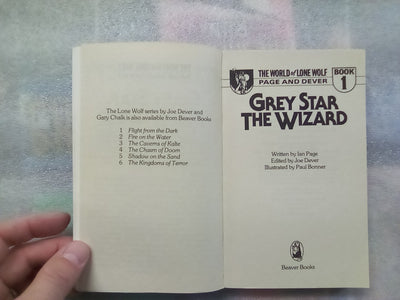 The Lone Wolf series by Joe Dever and
Gary Chalk is also available from Beaver Books
1 Flight from the Dark
2 Fire on the Water
3 The Caverns of Kalte
4 The Chasm of Doom
5 Shadow on the Sand
6 The Kingdoms of Terror
THE WORLD of LONE WOLF
PAGE AND DEVER
BOOK
1
GREY STAR
THE WIZARD
Written by Ian Page
Edited by Joe Dever
Illustrated by Paul Bonner
Beaver Books